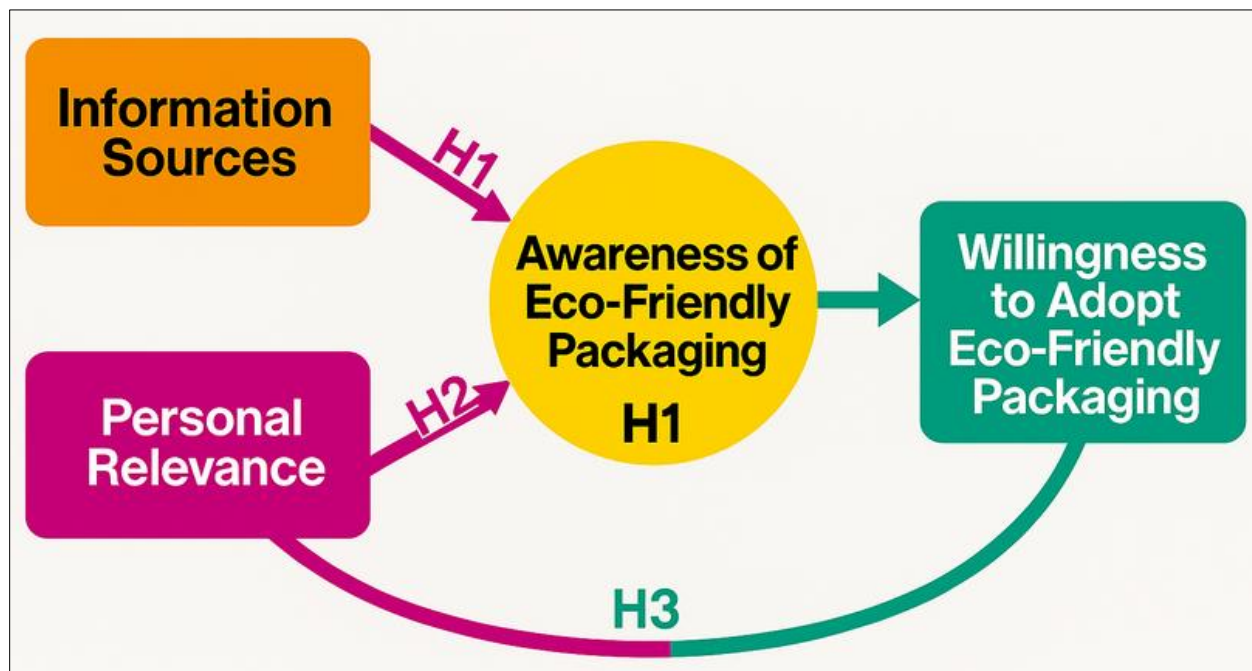 Information
Sources
H1
Personal
Relevance
H2
Awareness of
Eco-Friendly
Packaging
H1
Willingness
to Adopt
Eco-Friendly
Packaging
H3